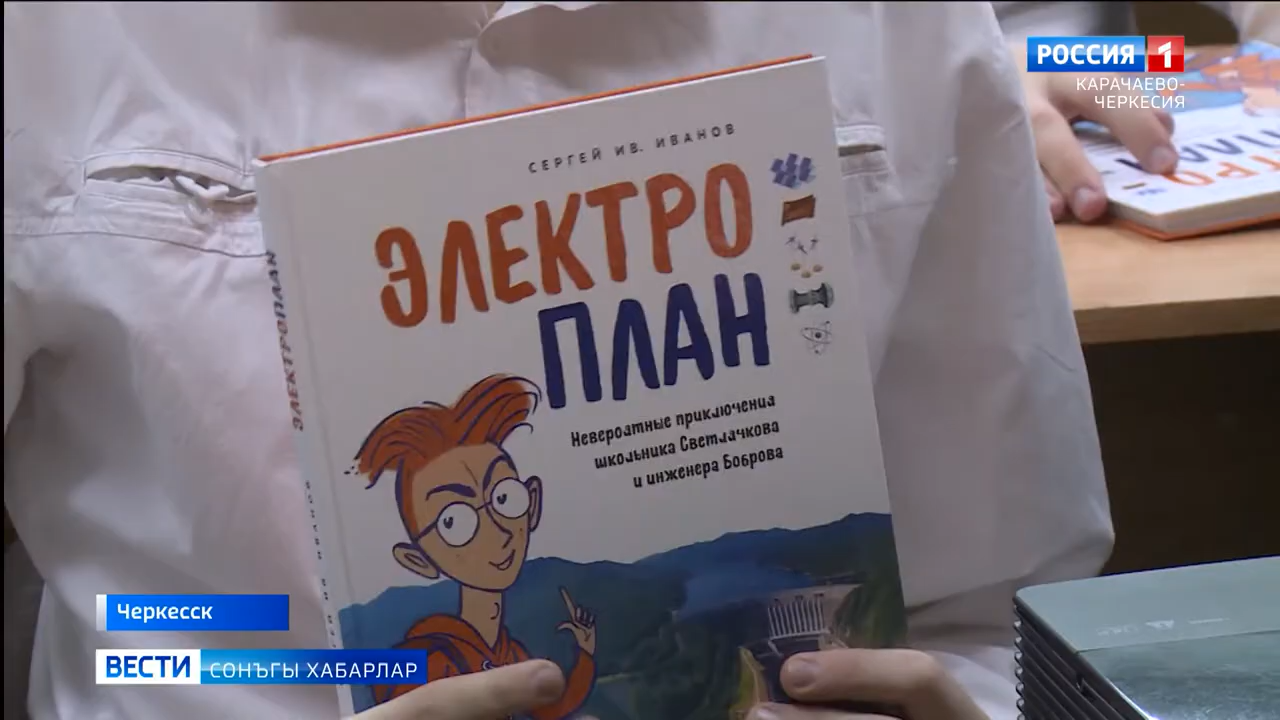 РОССИЯ 1
КАРАЧАЕВО-
ЧЕРКЕСИЯ
СЕРГЕЙ ИВ. ИВАНОВ
ЭЛЕКТРО
ПЛАН
Невероятные приключения
школьника Светлачкова
и инженера Боброва
ЭЛЕКТРОПЛАН
Черкесск
ВЕСТИ СОНЪГЫ ХАБАРЛАР